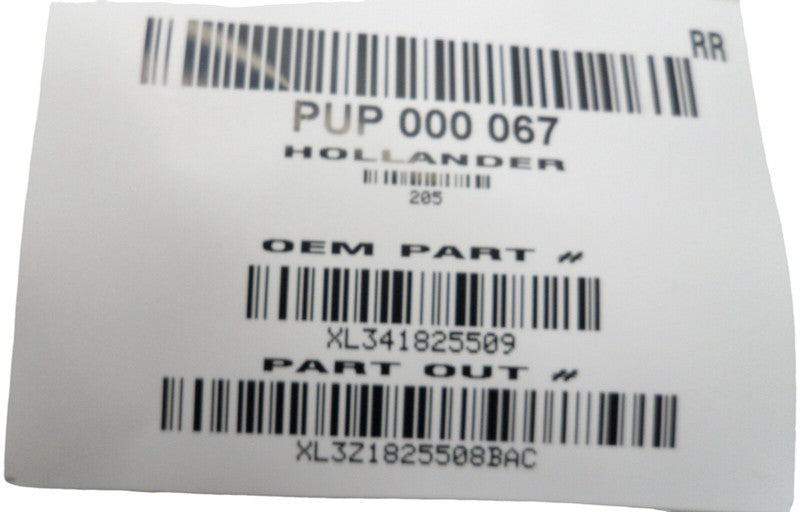 RR
PUP 000 067
HOLLANDER
205
OEM PART #
XL341825509
PART OUT #
XL3Z1825508BAC